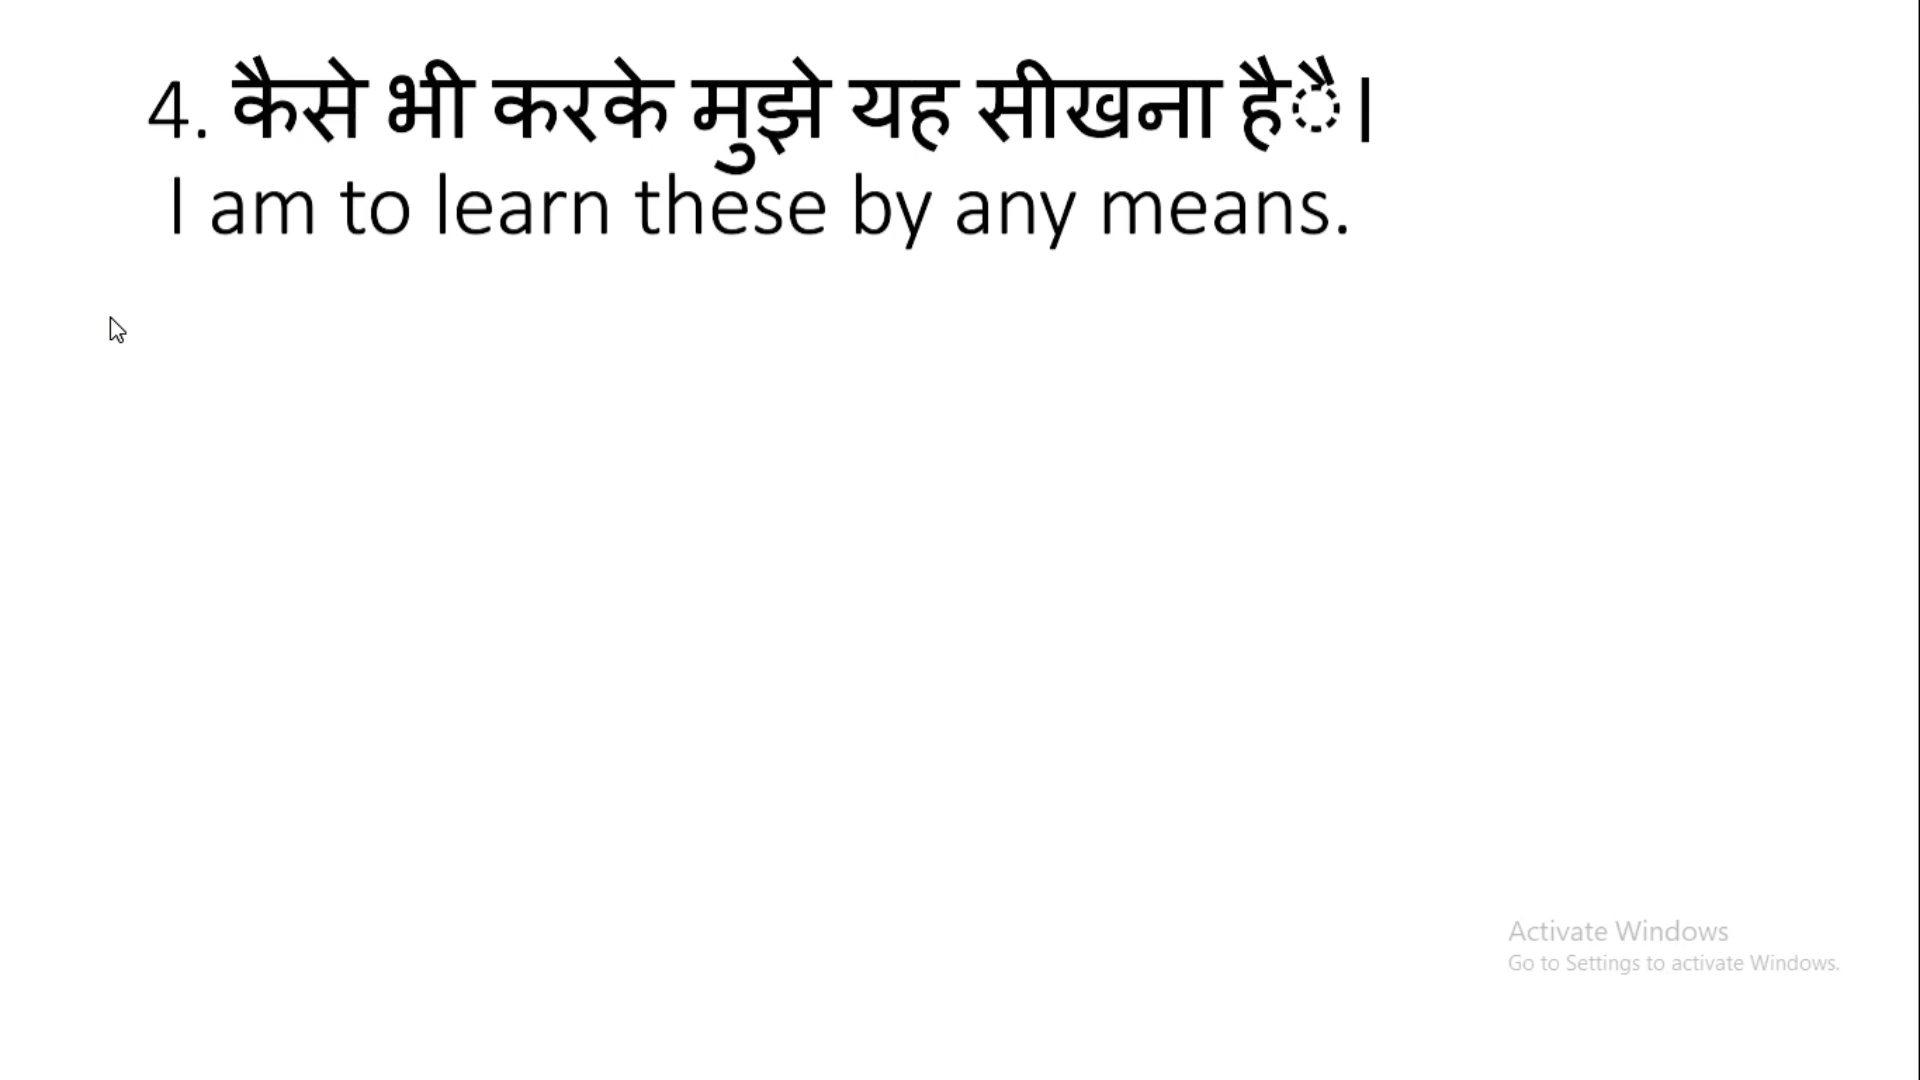 4. कैसे भी करके मुझे यह सीखना हैै।
I am to learn these by any means.
Activate Windows
Go to Settings to activate Windows.